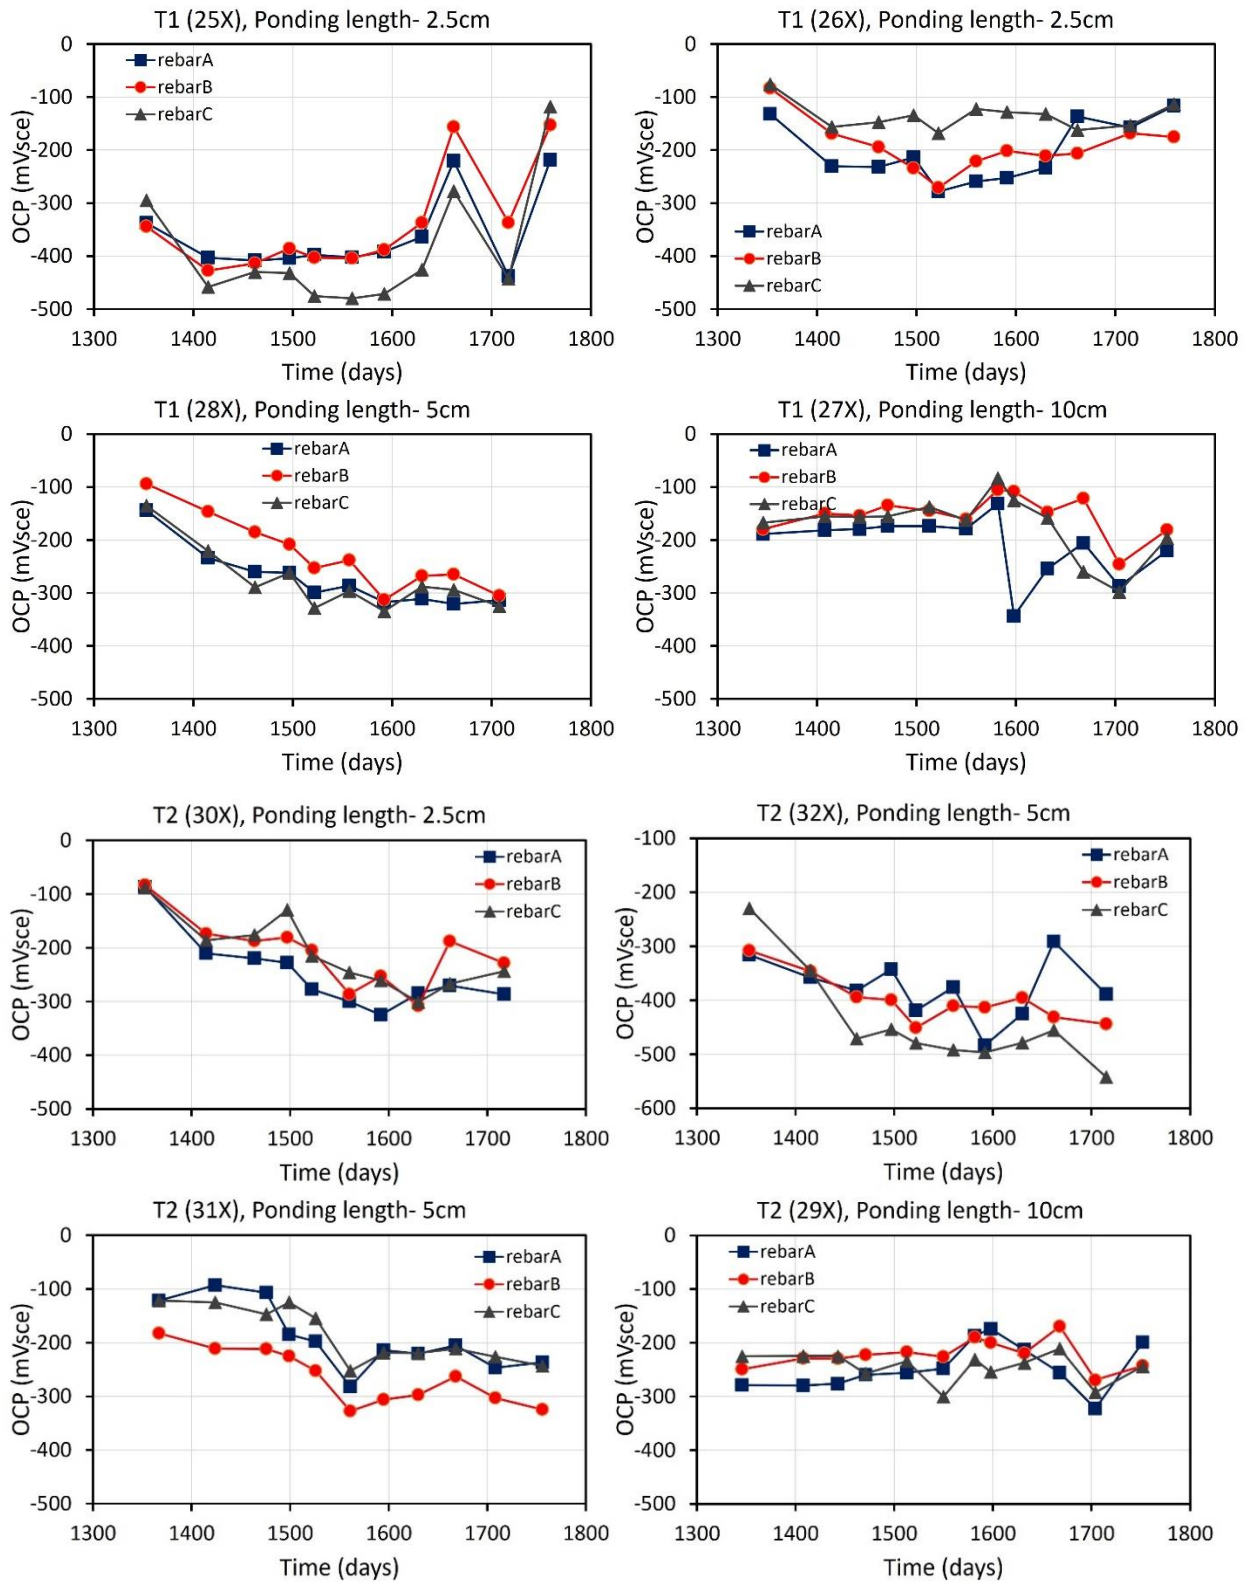 T1 (25X), Ponding length- 2.5cm
0
-100
-200
-300
-400
-500
OCP (mVsce)
rebarA
rebarB
rebarC
1300 1400 1500 1600 1700 1800
Time (days)
T1 (26X), Ponding length- 2.5cm
0
-100
-200
-300
-400
-500
OCP (mVsce)
rebarA
rebarB
rebarC
1300 1400 1500 1600 1700 1800
Time (days)
T1 (28X), Ponding length- 5cm
0
-100
-200
-300
-400
-500
OCP (mVsce)
rebarA
rebarB
rebarC
1300 1400 1500 1600 1700 1800
Time (days)
T1 (27X), Ponding length- 10cm
0
-100
-200
-300
-400
-500
OCP (mVsce)
rebarA
rebarB
rebarC
1300 1400 1500 1600 1700 1800
Time (days)
T2 (30X), Ponding length- 2.5cm
0
-100
-200
-300
-400
-500
OCP (mVsce)
rebarA
rebarB
rebarC
1300 1400 1500 1600 1700 1800
Time (days)
T2 (32X), Ponding length- 5cm
-100
-200
-300
-400
-500
-600
OCP (mVsce)
rebarA
rebarB
rebarC
1300 1400 1500 1600 1700 1800
Time (days)
T2 (31X), Ponding length- 5cm
0
-100
-200
-300
-400
-500
OCP (mVsce)
rebarA
rebarB
rebarC
1300 1400 1500 1600 1700 1800
Time (days)
T2 (29X), Ponding length- 10cm
0
-100
-200
-300
-400
-500
OCP (mVsce)
rebarA
rebarB
rebarC
1300 1400 1500 1600 1700 1800
Time (days)